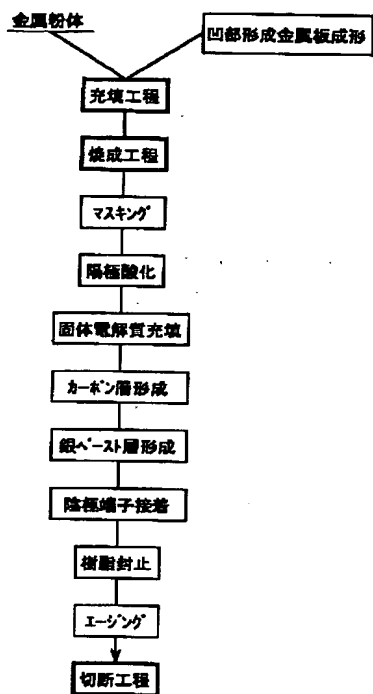 金属粉体
凹部形成金属板成形
充填工程
焼成工程
マスキング
陽極酸化
固体電解質充填
カーボン層形成
銀ペースト層形成
陰極端子接着
樹脂封止
エージング
切断工程